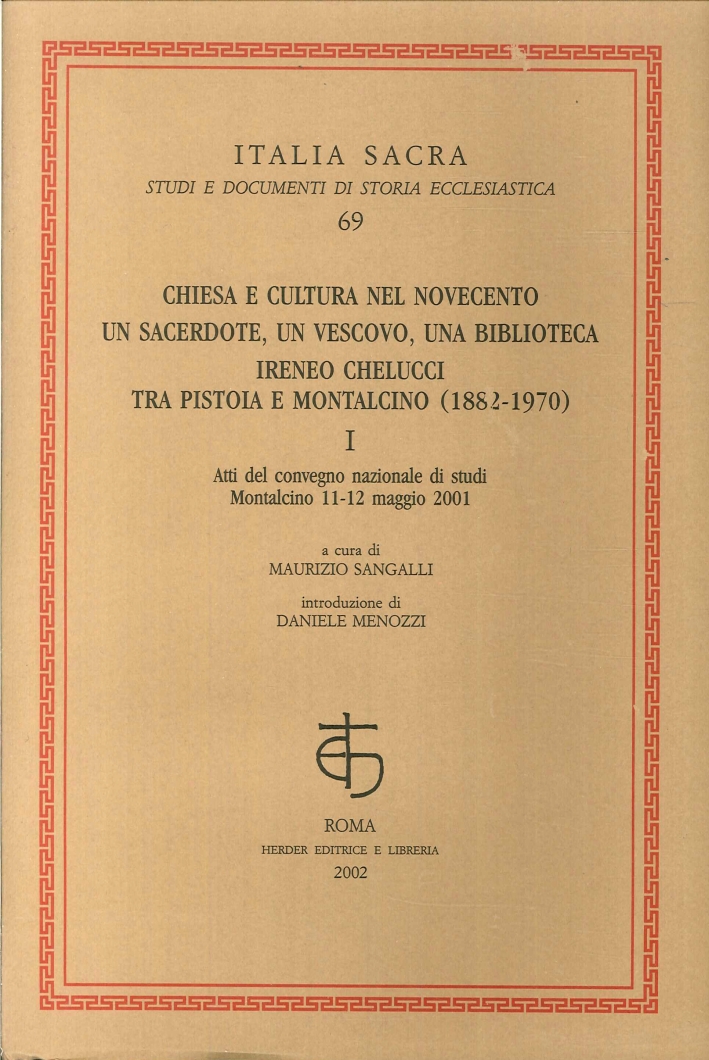 ITALIA SACRA
STUDI E DOCUMENTI DI STORIA ECCLESIASTICA
69
CHIESA E CULTURA NEL NOVECENTO
UN SACERDOTE, UN VESCOVO, UNA BIBLIOTECA
IRENEO CHELUCCI
TRA PISTOIA E MONTALCINO (1882-1970)
I
Atti del convegno nazionale di studi
Montalcino 11-12 maggio 2001
a cura di
MAURIZIO SANGALLI
introduzione di
DANIELE MENOZZI
ROMA
HERDER EDITRICE E LIBRERIA
2002